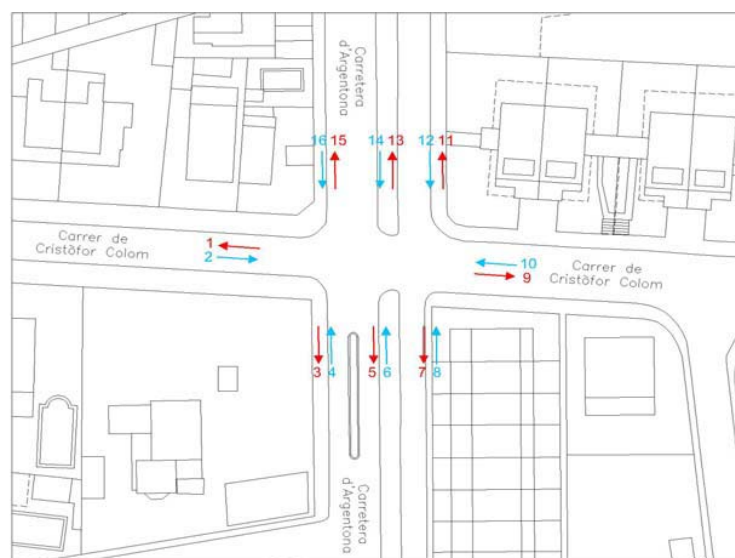 Carretera
d'Argentona
16 15 14 13 12 11
Carrer de
Cristòfor Colom
1
2
10
9
Carrer de
Cristòfor Colom
3 4 5 6 7 8
Carretera
d'Argentona